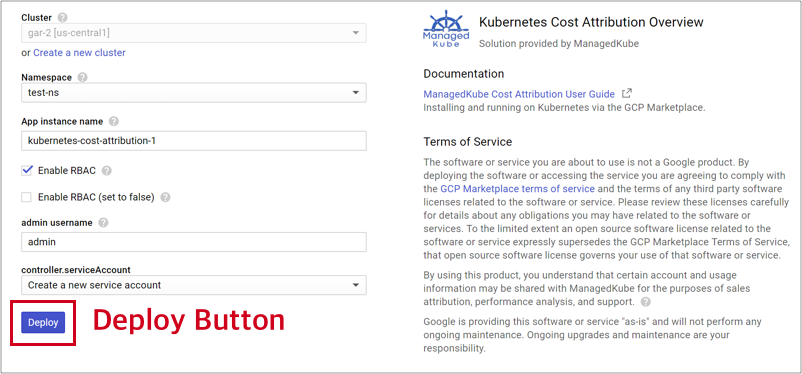 Cluster
gar-2 [us-central1]
or Create a new cluster
Namespace
test-ns
App instance name
kubernetes-cost-attribution-1
Enable RBAC
Enable RBAC (set to false)
admin username
admin
controller.serviceAccount
Create a new service account
Deploy
Deploy Button
Managed
Kube
Kubernetes Cost Attribution Overview
Solution provided by ManagedKube
Documentation
ManagedKube Cost Attribution User Guide
Installing and running on Kubernetes via the GCP Marketplace.
Terms of Service
The software or service you are about to use is not a Google product. By
deploying the software or accessing the service you are agreeing to comply with
the GCP Marketplace terms of service and the terms of any third party software
licenses related to the software or service. Please review these licenses carefully
for details about any obligations you may have related to the software or
services. To the limited extent an open source software license related to the
software or service expressly supersedes the GCP Marketplace Terms of Service,
that open source software license governs your use of that software or service.
By using this product, you understand that certain account and usage
information may be shared with ManagedKube for the purposes of sales
attribution, performance analysis, and support.
Google is providing this software or service "as-is" and will not perform any
ongoing maintenance. Ongoing upgrades and maintenance are your
responsibility.